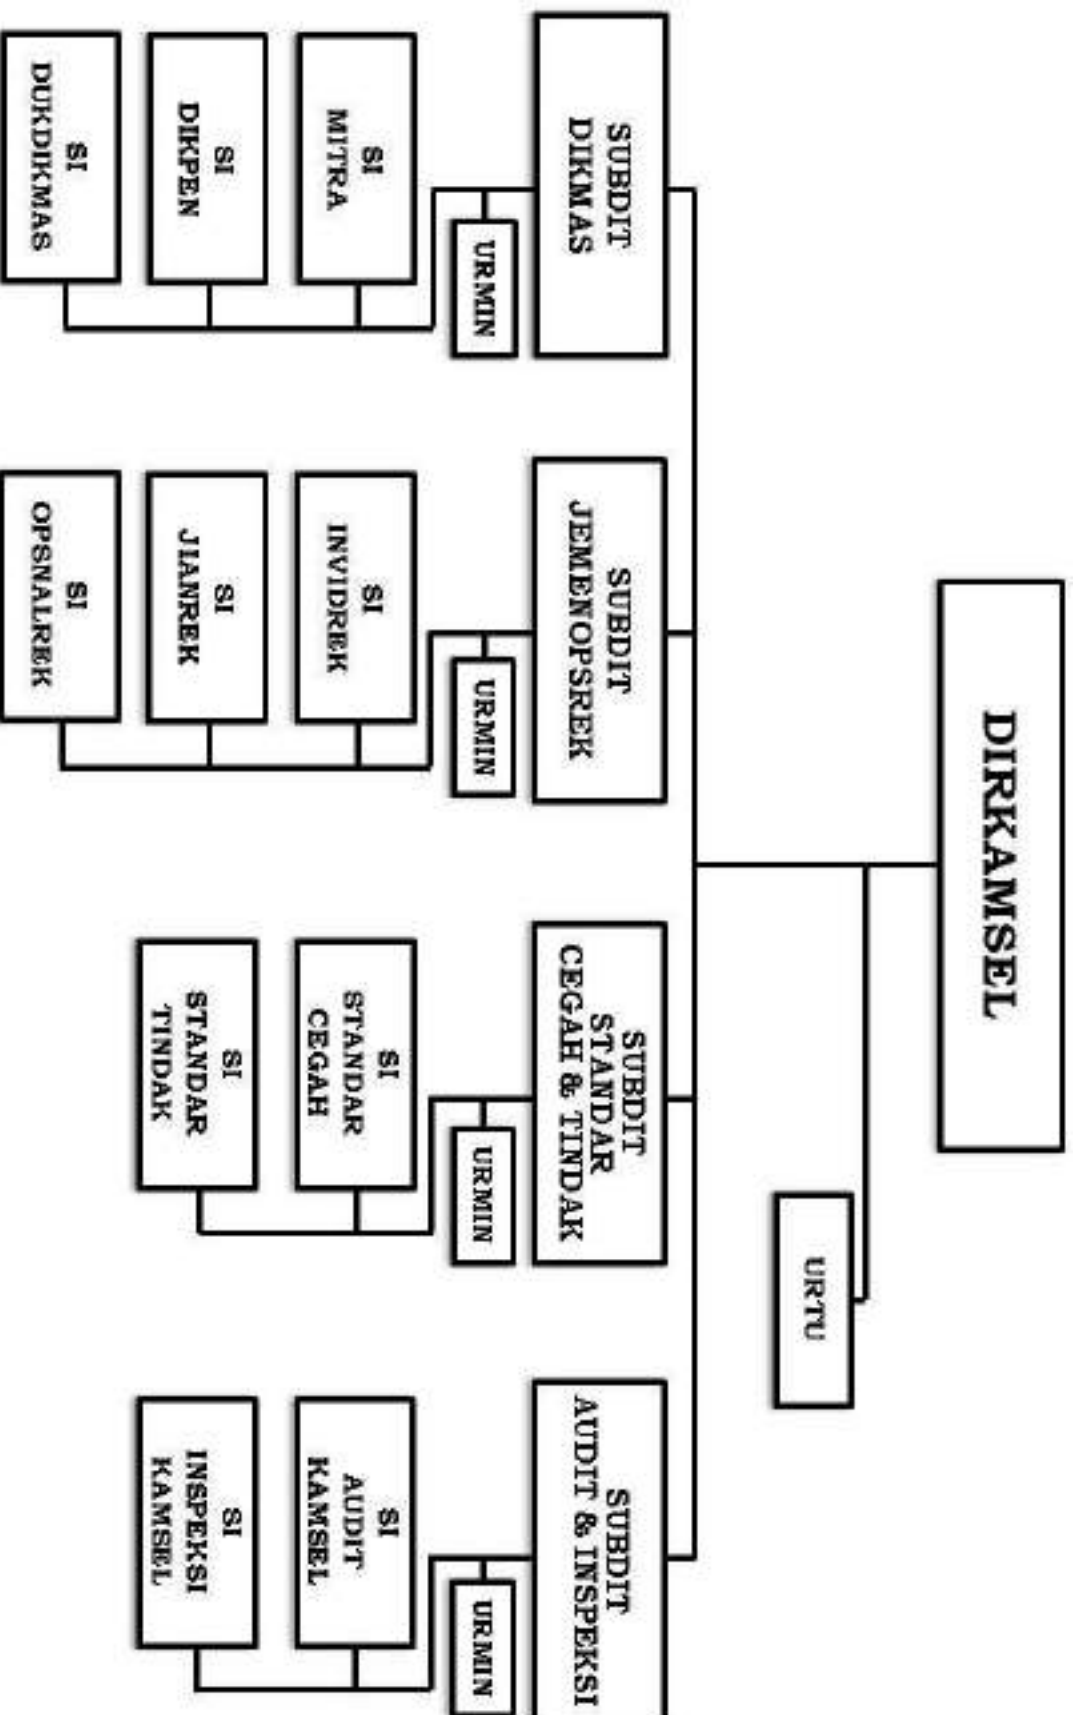 DIRKAMSEL
URTU
SUBDIT
DIKMAS
SUBDIT
JEMENOPSREK
SUBDIT
STANDAR
CEGAH & TINDAK
SUBDIT
AUDIT & INSPEKSI
URMIN
URMIN
URMIN
URMIN
SI
MITRA
SI
INVIDREK
SI
STANDAR
CEGAH
SI
AUDIT
KAMSEL
SI
DIKPEN
SI
JIANREK
SI
STANDAR
TINDAK
SI
INSPEKSI
KAMSEL
SI
DUKDIKMAS
SI
OPSNALREK